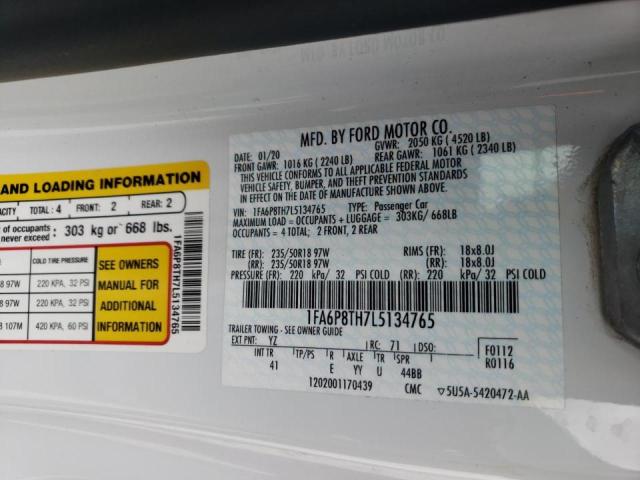 AND LOADING INFORMATION
ACITY TOTAL : 4 FRONT: 2 REAR: 2
of occupants
never exceed : 303 kg or 668 lbs.
COLD TIRE PRESSURE
8 97W 220 KPA, 32 PSI
8 97W 220 KPA, 32 PSI
B 107M 420 KPA, 60 PSI
SEE OWNERS
MANUAL FOR
ADDITIONAL
INFORMATION
1FA6P8TH7L5134765
MFD. BY FORD MOTOR CO.
DATE: 01/20 GVWR: 2050 KG ( 4520 LB)
FRONT GAWR: 1016 KG ( 2240 LB) REAR GAWR: 1061 KG ( 2340 LB)
THIS VEHICLE CONFORMS TO ALL APPLICABLE FEDERAL MOTOR
VEHICLE SAFETY, BUMPER, AND THEFT PREVENTION STANDARDS
IN EFFECT ON THE DATE OF MANUFACTURE SHOWN ABOVE.
VIN: 1FA6P8TH7L5134765 TYPE: Passenger Car
MAXIMUM LOAD = OCCUPANTS + LUGGAGE = 303KG/ 668LB
OCCUPANTS = 4 TOTAL; 2 FRONT, 2 REAR
TIRE (FR): 235/50R18 97W RIMS (FR): 18x8.0J
(RR): 235/50R18 97W (RR): 18x8.0J
PRESSURE (FR): 220 kPa/ 32 PSI COLD (RR): 220 kPa/ 32 PSI COLD
1FA6P8TH7L5134765
TRAILER TOWING - SEE OWNER GUIDE
EXT PNT: YZ RC: 71 DSO: F0112
INT TR TP/PS R AXLE TR SPR R0116
41 E YY U 44BB
1202001170439 CMC 5U5A-5420472-AA